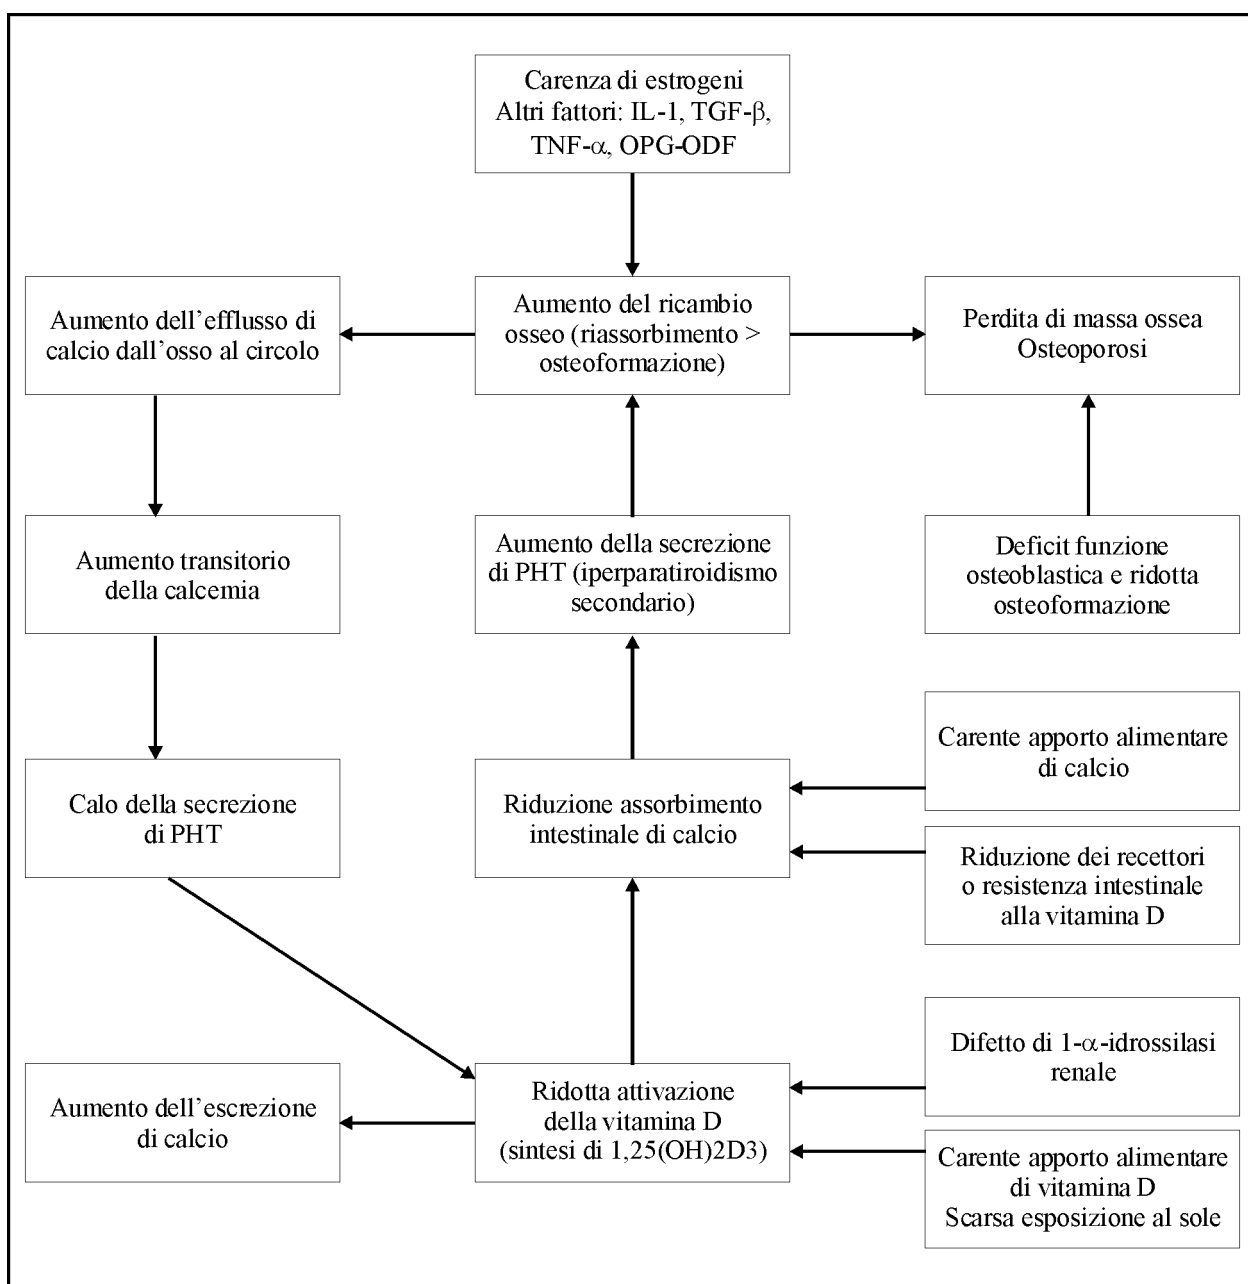 Carenza di estrogeni
Altri fattori: IL-1, TGF-β,
TNF-α, OPG-ODF
Aumento dell'efflusso di
calcio dall'osso al circolo
Aumento del ricambio
osseo (riassorbimento >
osteoformazione)
Perdita di massa ossea
Osteoporosi
Aumento transitorio
della calcemia
Aumento della secrezione
di PHT (iperparatiroidismo
secondario)
Deficit funzione
osteoblastica e ridotta
osteoformazione
Carente apporto alimentare
di calcio
Calo della secrezione
di PHT
Riduzione assorbimento
intestinale di calcio
Riduzione dei recettori
o resistenza intestinale
alla vitamina D
Difetto di 1-α-idrossilasi
renale
Aumento dell'escrezione
di calcio
Ridotta attivazione
della vitamina D
(sintesi di 1,25(OH)2D3)
Carente apporto alimentare
di vitamina D
Scarsa esposizione al sole